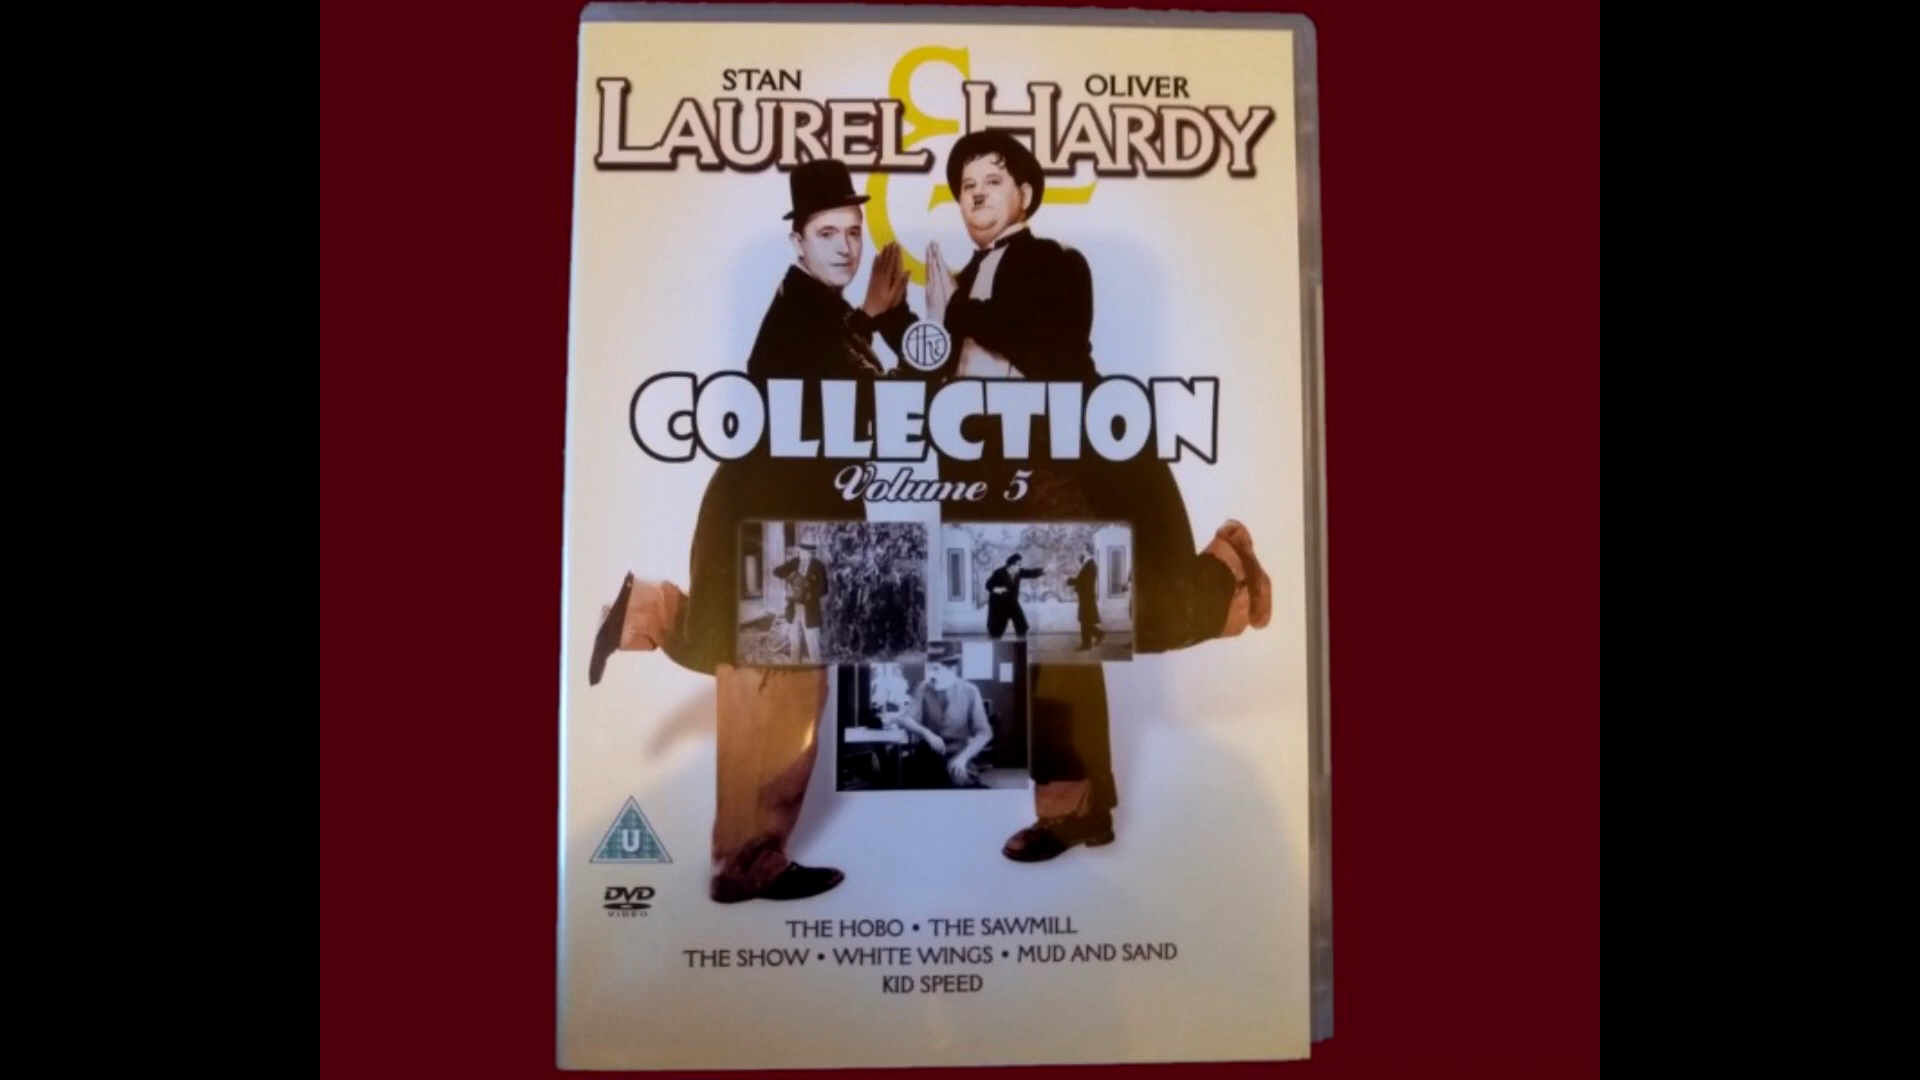 STAN OLIVER
LAUREL & HARDY
the
COLLECTION
Volume 5
U
DVD
VIDEO
THE HOBO • THE SAWMILL
THE SHOW • WHITE WINGS • MUD AND SAND
KID SPEED